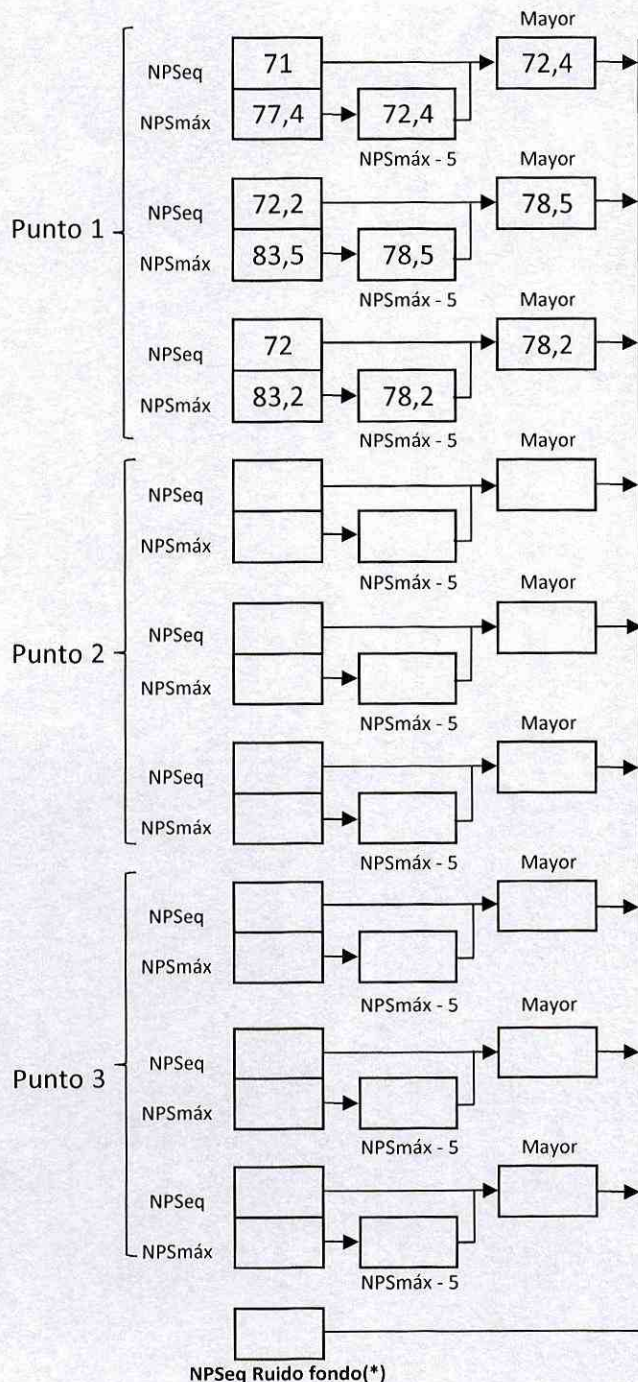 Mayor
NPSeq 71 72,4
NPSmáx 77,4 72,4
NPSmáx - 5
Mayor
NPSeq 72,2 78,5
Punto 1
NPSmáx 83,5 78,5
NPSmáx - 5
Mayor
NPSeq 72 78,2
NPSmáx 83,2 78,2
NPSmáx - 5
Mayor
NPSeq
NPSmáx
NPSmáx - 5
Mayor
NPSeq
Punto 2
NPSmáx
NPSmáx - 5
Mayor
NPSeq
NPSmáx
NPSmáx - 5
Mayor
NPSeq
NPSmáx
NPSmáx - 5
Mayor
NPSeq
Punto 3
NPSmáx
NPSmáx - 5
Mayor
NPSeq
NPSmáx
NPSmáx - 5
NPSeq Ruido fondo(*)